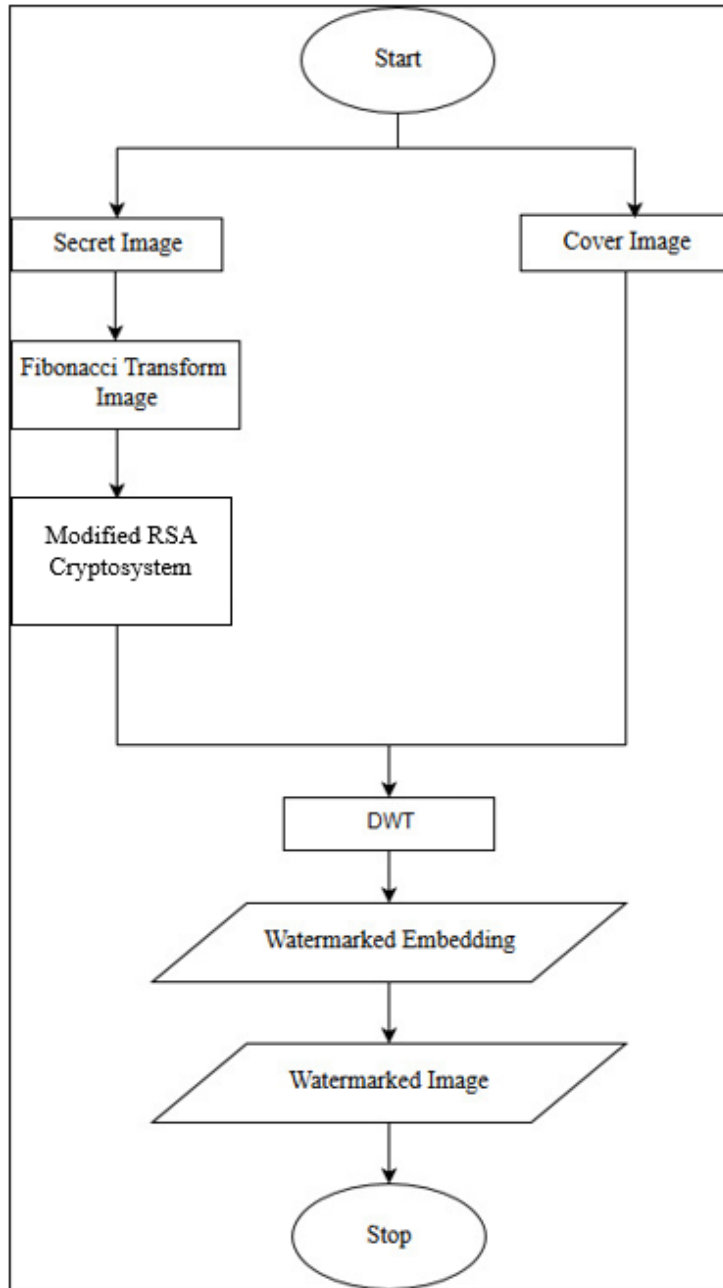 Start
Secret Image
Cover Image
Fibonacci Transform
Image
Modified RSA
Cryptosystem
DWT
Watermarked Embedding
Watermarked Image
Stop